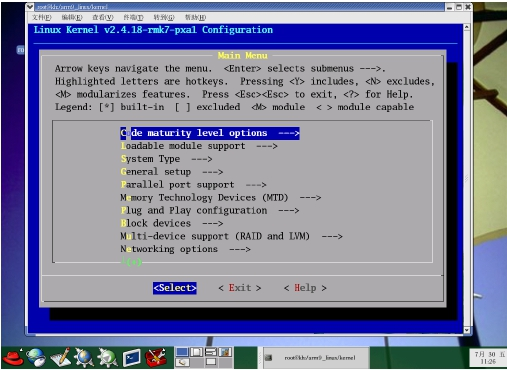 root@klx/arm9_linux/kernel
文件(F) 编辑(E) 查看(V) 终端(T) 转到(G) 帮助(H)
Linux Kernel v2.4.18-rmk7-pxa1 Configuration
Main Menu
Arrow keys navigate the menu. <Enter> selects submenus --->.
Highlighted letters are hotkeys. Pressing <Y> includes, <N> excludes,
<M> modularizes features. Press <Esc><Esc> to exit, <?> for Help.
Legend: [*] built-in [ ] excluded <M> module < > module capable
Code maturity level options --->
Loadable module support --->
System Type --->
General setup --->
Parallel port support --->
Memory Technology Devices (MTD) --->
Plug and Play configuration --->
Block devices --->
Multi-device support (RAID and LVM) --->
Networking options --->
(+)
<Select> < Exit > < Help >
root@klx/arm9_linux/kernel
7月 30 五
11:26